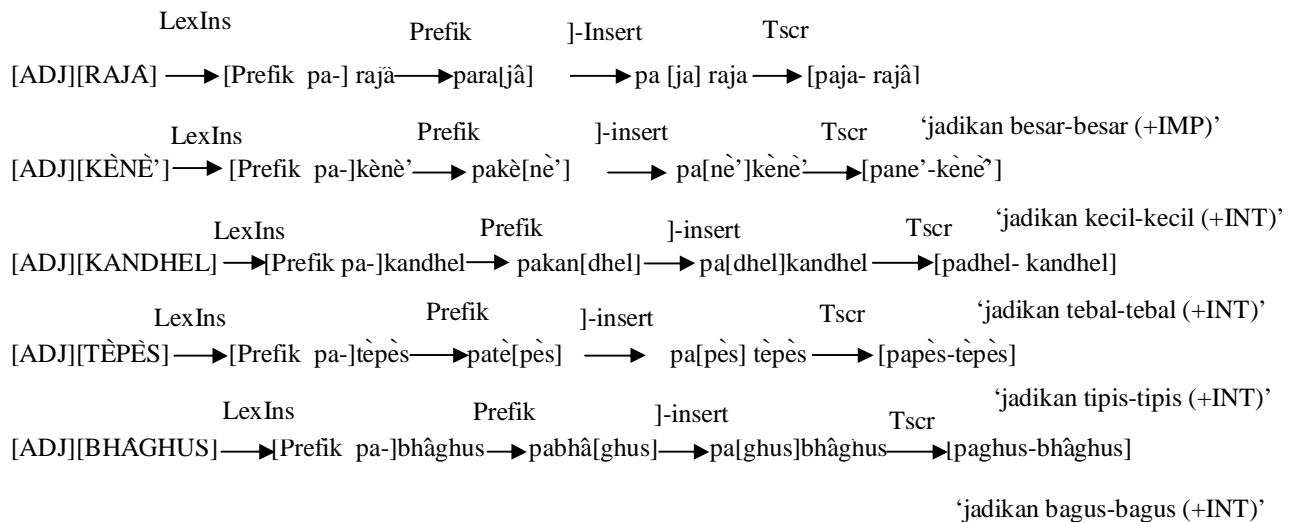 LexIns Prefik ]-Insert Tscr
[ADJ][RAJÂ] → [Prefik pa-] rajâ → para[jâ] → pa [ja] raja → [paja- rajâ]
‘jadikan besar-besar (+IMP)’
LexIns Prefik ]-insert Tscr
[ADJ][KÈNÈ’] → [Prefik pa-]kènè’ → pakè[nè’] → pa[nè’]kènè’ → [pane’-kènè’]
‘jadikan kecil-kecil (+INT)’
LexIns Prefik ]-insert Tscr
[ADJ][KANDHEL] → [Prefik pa-]kandhel → pakan[dhel] → pa[dhel]kandhel → [padhel- kandhel]
‘jadikan tebal-tebal (+INT)’
LexIns Prefik ]-insert Tscr
[ADJ][TÈPÈS] → [Prefik pa-]tèpès → patè[pès] → pa[pès] tèpès → [papès-tèpès]
‘jadikan tipis-tipis (+INT)’
LexIns Prefik ]-insert Tscr
[ADJ][BHÂGHUS] → [Prefik pa-]bhâghus → pabhâ[ghus] → pa[ghus]bhâghus → [paghus-bhâghus]
‘jadikan bagus-bagus (+INT)’